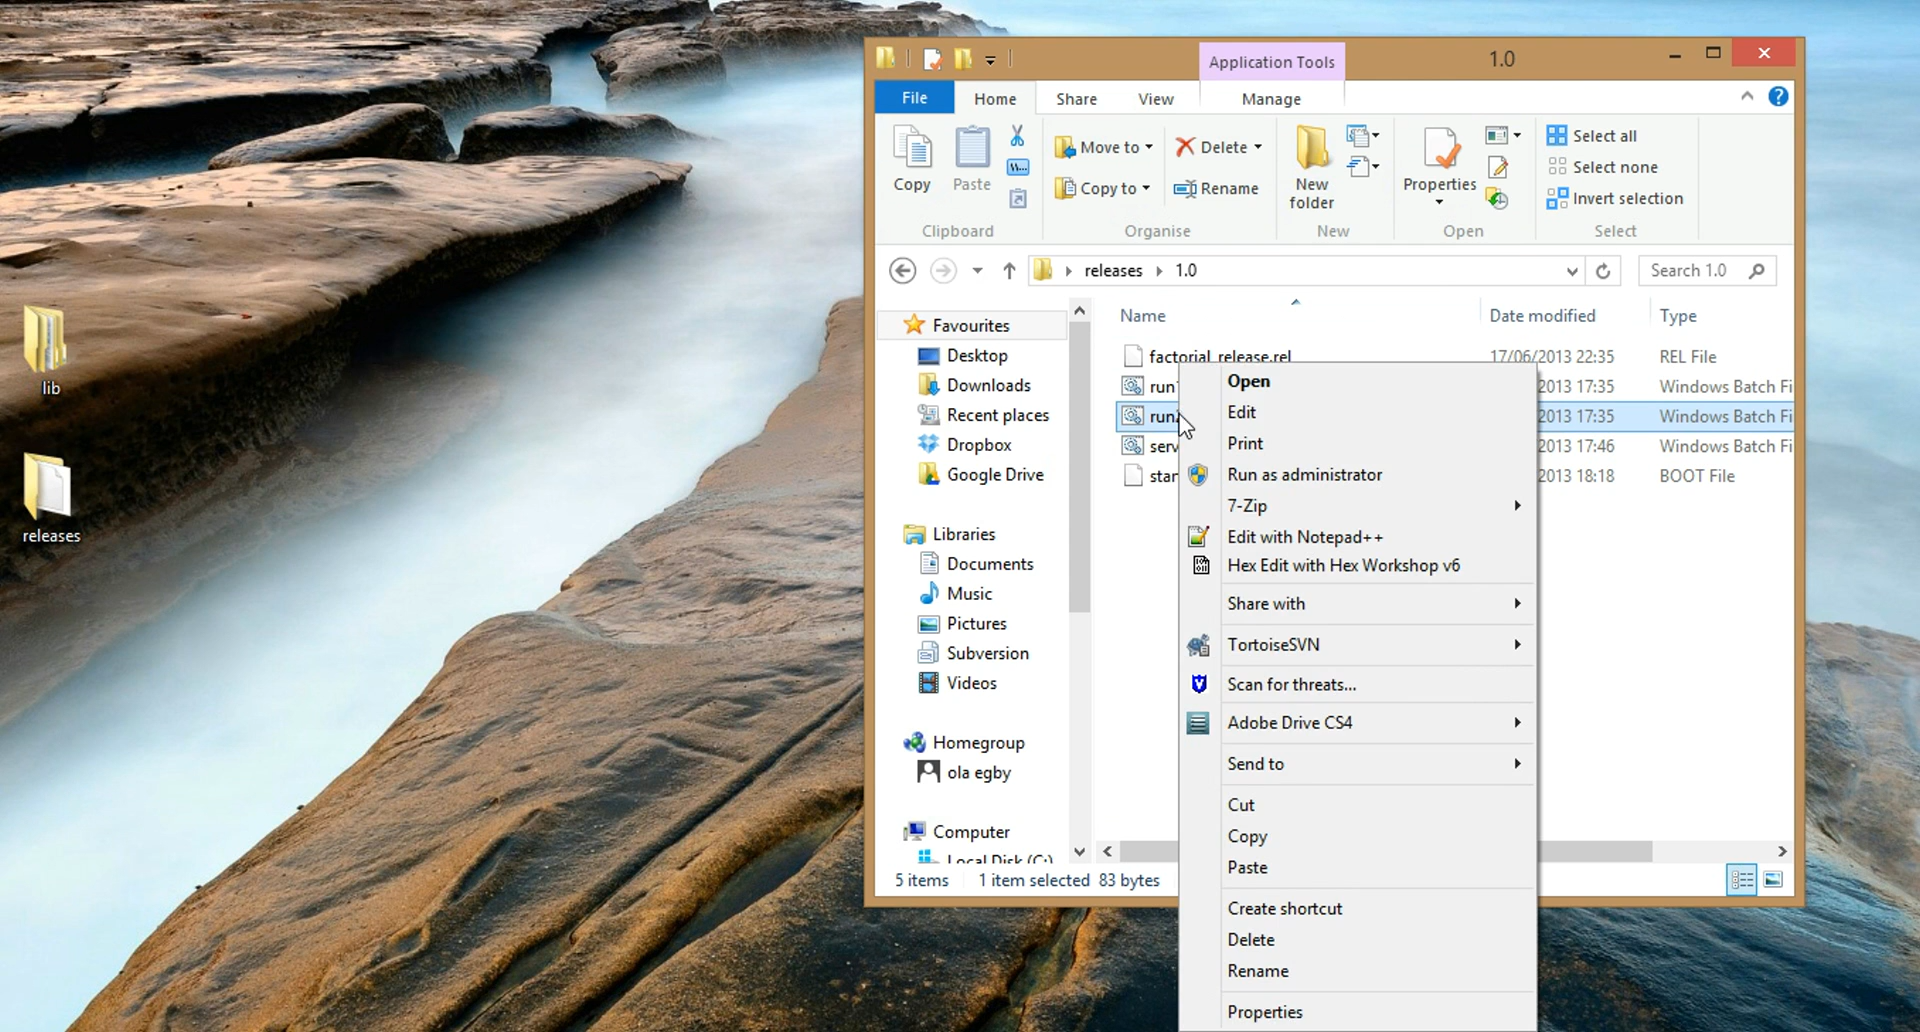 lib
releases
Application Tools
1.0
File
Home
Share
View
Manage
Copy
Paste
Move to
Copy to
Delete
Rename
New
folder
Properties
Select all
Select none
Invert selection
Clipboard
Organise
New
Open
Select
releases
1.0
Search 1.0
Name
Date modified
Type
Favourites
Desktop
Downloads
Recent places
Dropbox
Google Drive
Libraries
Documents
Music
Pictures
Subversion
Videos
Homegroup
ola egby
Computer
Local Disk (C:)
factorial_release.rel 17/06/2013 22:35 REL File
run 2013 17:35 Windows Batch Fi
run 2013 17:35 Windows Batch Fi
serv 2013 17:46 Windows Batch Fi
star 2013 18:18 BOOT File
Open
Edit
Print
Run as administrator
7-Zip
Edit with Notepad++
Hex Edit with Hex Workshop v6
Share with
TortoiseSVN
Scan for threats...
Adobe Drive CS4
Send to
Cut
Copy
Paste
Create shortcut
Delete
Rename
Properties
5 items 1 item selected 83 bytes